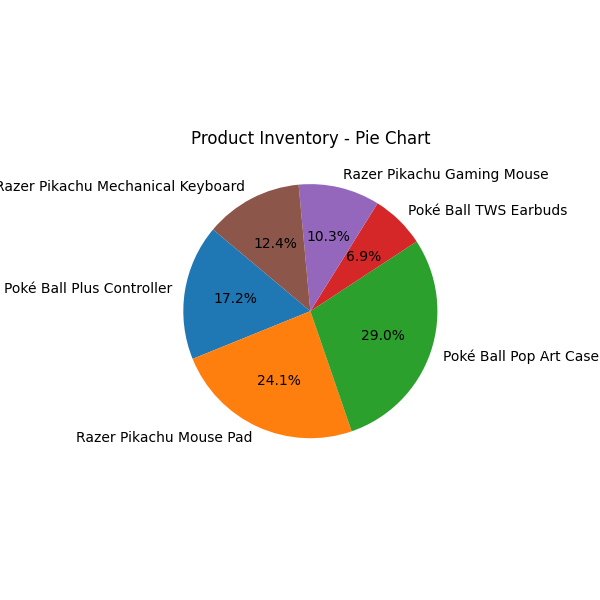 Product Inventory - Pie Chart
Razer Pikachu Gaming Mouse
Razer Pikachu Mechanical Keyboard
Poké Ball TWS Earbuds
10.3%
12.4%
6.9%
Poké Ball Plus Controller
17.2%
29.0%
Poké Ball Pop Art Case
24.1%
Razer Pikachu Mouse Pad